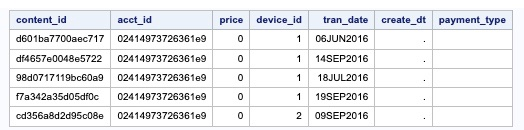 content_id acct_id price device_id tran_date create_dt payment_type
d601ba7700aec717 02414973726361e9 0 1 06JUN2016 .
df4657e0048e5722 02414973726361e9 0 1 14SEP2016 .
98d0717119bc60a9 02414973726361e9 0 1 18JUL2016 .
f7a342a35d05df0c 02414973726361e9 0 1 19SEP2016 .
cd356a8d2d95c08e 02414973726361e9 0 2 09SEP2016 .